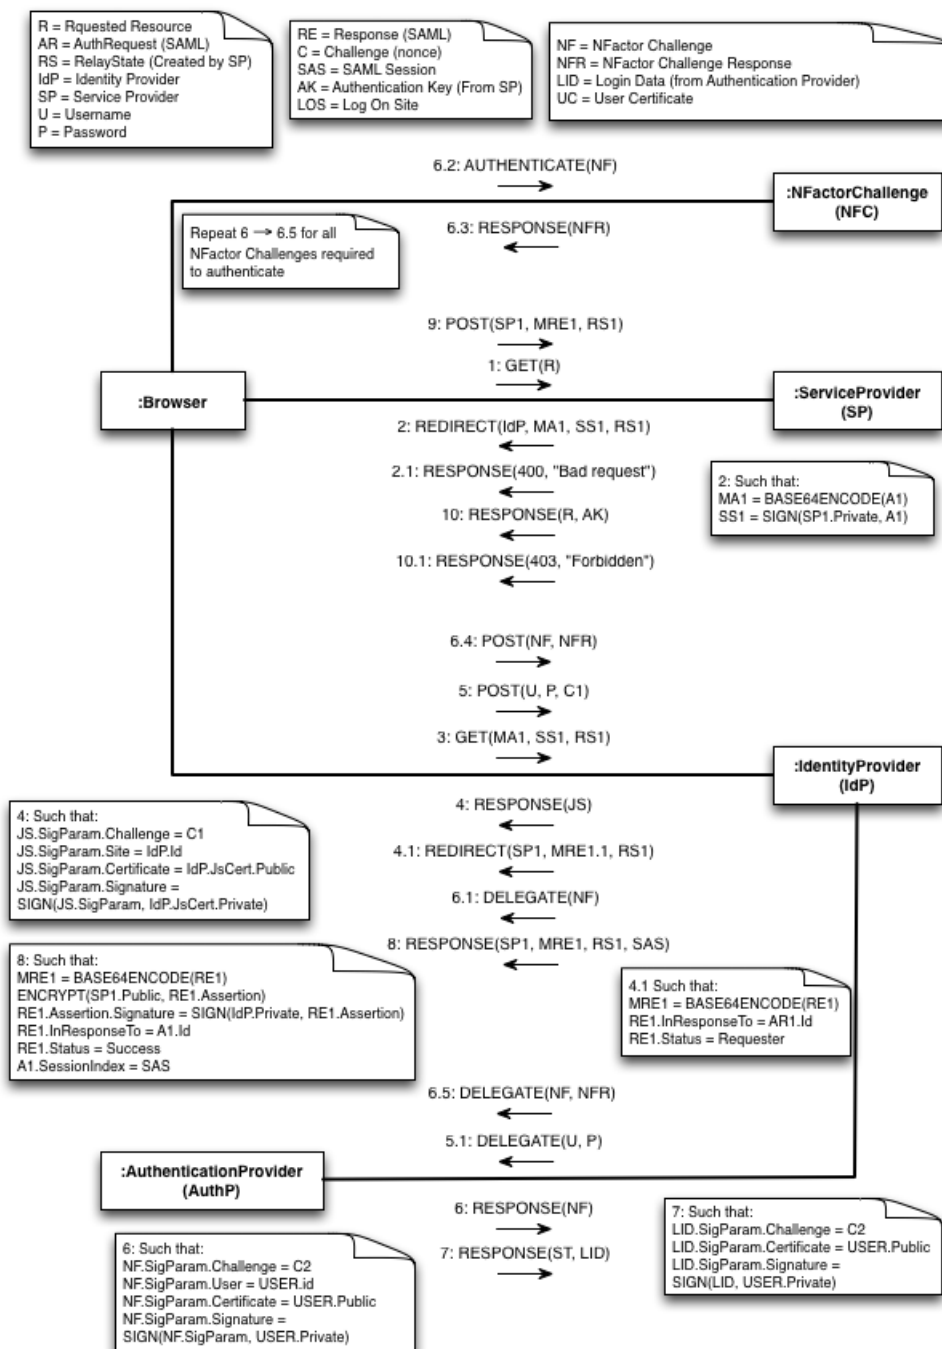 R = Rquested Resource
AR = AuthRequest (SAML)
RS = RelayState (Created by SP)
IdP = Identity Provider
SP = Service Provider
U = Username
P = Password
RE = Response (SAML)
C = Challenge (nonce)
SAS = SAML Session
AK = Authentication Key (From SP)
LOS = Log On Site
NF = NFactor Challenge
NFR = NFactor Challenge Response
LID = Login Data (from Authentication Provider)
UC = User Certificate
6.2: AUTHENTICATE(NF)
:NFactorChallenge
(NFC)
Repeat 6 → 6.5 for all
NFactor Challenges required
to authenticate
6.3: RESPONSE(NFR)
9: POST(SP1, MRE1, RS1)
1: GET(R)
:Browser
:ServiceProvider
(SP)
2: REDIRECT(IdP, MA1, SS1, RS1)
2.1: RESPONSE(400, "Bad request")
10: RESPONSE(R, AK)
10.1: RESPONSE(403, "Forbidden")
2: Such that:
MA1 = BASE64ENCODE(A1)
SS1 = SIGN(SP1.Private, A1)
6.4: POST(NF, NFR)
5: POST(U, P, C1)
3: GET(MA1, SS1, RS1)
:IdentityProvider
(IdP)
4: Such that:
JS.SigParam.Challenge = C1
JS.SigParam.Site = IdP.Id
JS.SigParam.Certificate = IdP.JsCert.Public
JS.SigParam.Signature =
SIGN(JS.SigParam, IdP.JsCert.Private)
4: RESPONSE(JS)
4.1: REDIRECT(SP1, MRE1.1, RS1)
6.1: DELEGATE(NF)
8: RESPONSE(SP1, MRE1, RS1, SAS)
8: Such that:
MRE1 = BASE64ENCODE(RE1)
ENCRYPT(SP1.Public, RE1.Assertion)
RE1.Assertion.Signature = SIGN(IdP.Private, RE1.Assertion)
RE1.InResponseTo = A1.Id
RE1.Status = Success
A1.SessionIndex = SAS
4.1 Such that:
MRE1 = BASE64ENCODE(RE1)
RE1.InResponseTo = AR1.Id
RE1.Status = Requester
6.5: DELEGATE(NF, NFR)
5.1: DELEGATE(U, P)
:AuthenticationProvider
(AuthP)
6: RESPONSE(NF)
7: RESPONSE(ST, LID)
6: Such that:
NF.SigParam.Challenge = C2
NF.SigParam.User = USER.id
NF.SigParam.Certificate = USER.Public
NF.SigParam.Signature =
SIGN(NF.SigParam, USER.Private)
7: Such that:
LID.SigParam.Challenge = C2
LID.SigParam.Certificate = USER.Public
LID.SigParam.Signature =
SIGN(LID, USER.Private)